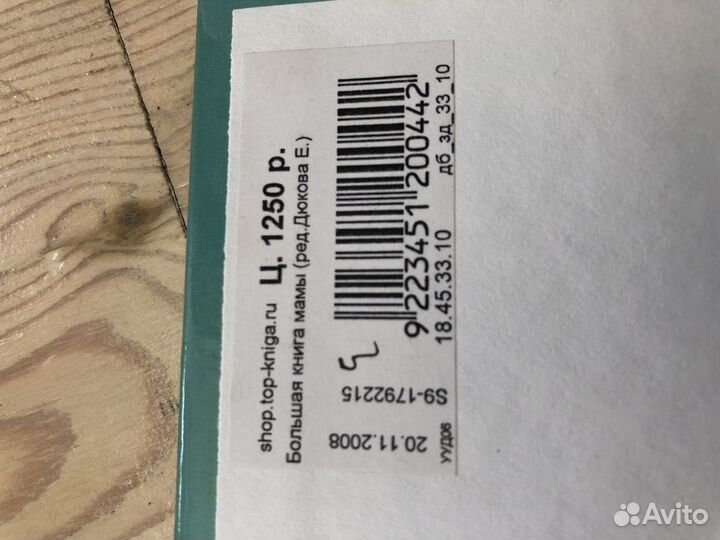 shop.top-kniga.ru Ц. 1250 р.
Большая книга мамы (ред.Дюкова Е.)
9 223451 200442
18.45.33.10 дб_зд_33_10
S9-1792215
20.11.2008
УУД06
Avito